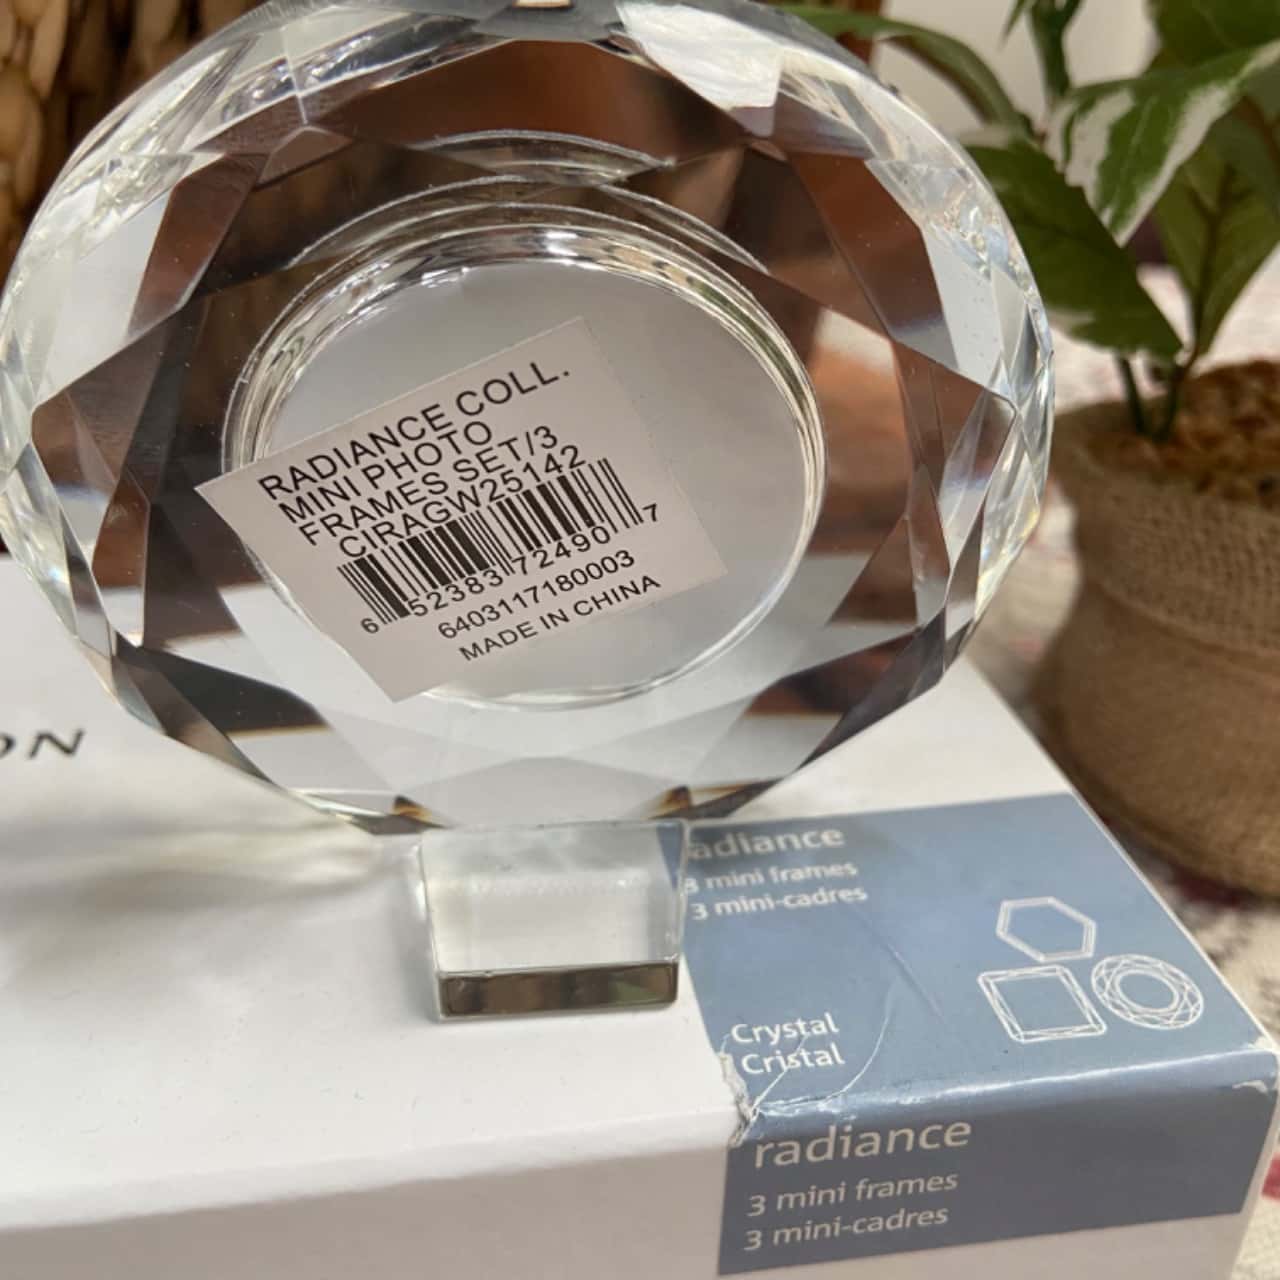 RADIANCE COLL.
MINI PHOTO
FRAMES SET/3
CIRAGW25142
6 52383 72490 7
6403117180003
MADE IN CHINA
ON
adiance
3 mini frames
3 mini-cadres
Crystal
Cristal
radiance
3 mini frames
3 mini-cadres